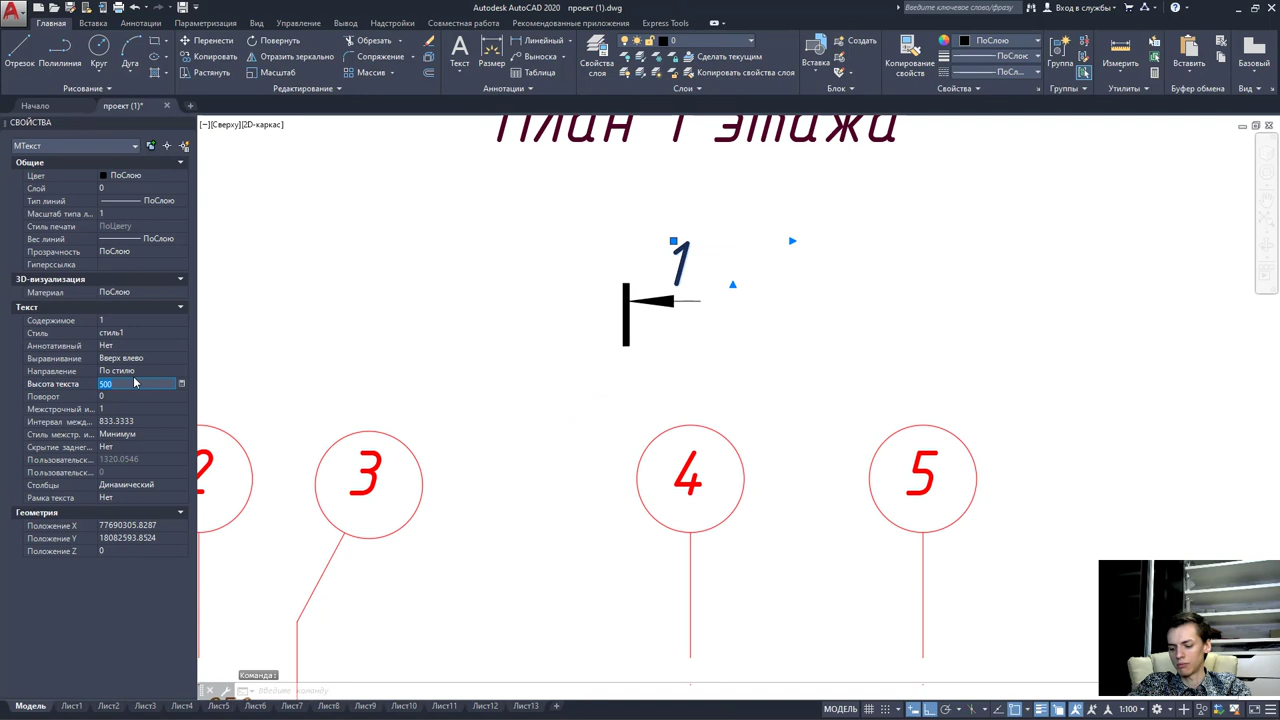 Autodesk AutoCAD 2020 проект (1).dwg
Введите ключевое слово/фразу
Вход в службы
Главная Вставка Аннотации Параметризация Вид Управление Вывод Надстройки Совместная работа Рекомендованные приложения Express Tools
Отрезок Полилиния Круг Дуга
Перенести Повернуть Обрезать
Копировать Отразить зеркально Сопряжение
Растянуть Масштаб Массив
Текст Размер
Линейный
Выноска
Таблица
Свойства слоя
0
Сделать текущим
Копировать свойства слоя
Вставка
Создать
Копирование свойств
ПоСлою
ПоСлок
ПоСл...
Группа
Измерить
Вставить
Базовый
Рисование Редактирование Аннотации Слои Блок Свойства Группы Утилиты Буфер обмена Вид
Начало проект (1)*
СВОЙСТВА
[−][Сверху][2D-каркас]
План 1 этажа
МТекст
Общие
Цвет ПоСлою
Слой 0
Тип линий ПоСлою
Масштаб типа л... 1
Стиль печати ПоЦвету
Вес линий ПоСлою
Прозрачность ПоСлою
Гиперссылка
3D-визуализация
Материал ПоСлою
Текст
Содержимое 1
Стиль стиль1
Аннотативный Нет
Выравнивание Вверх влево
Направление По стилю
Высота текста 500
Поворот 0
Межстрочный и... 1
Интервал межд... 833.3333
Стиль межстр. и... Минимум
Скрытие заднег... Нет
Пользовательск... 1320.0546
Пользовательск... 0
Столбцы Динамический
Рамка текста Нет
Геометрия
Положение X 77690305.8287
Положение Y 18082593.8524
Положение Z 0
1
2 3 4 5
Команда:
Введите команду
Модель Лист1 Лист2 Лист3 Лист4 Лист5 Лист6 Лист7 Лист8 Лист9 Лист10 Лист11 Лист12 Лист13
МОДЕЛЬ
1:100